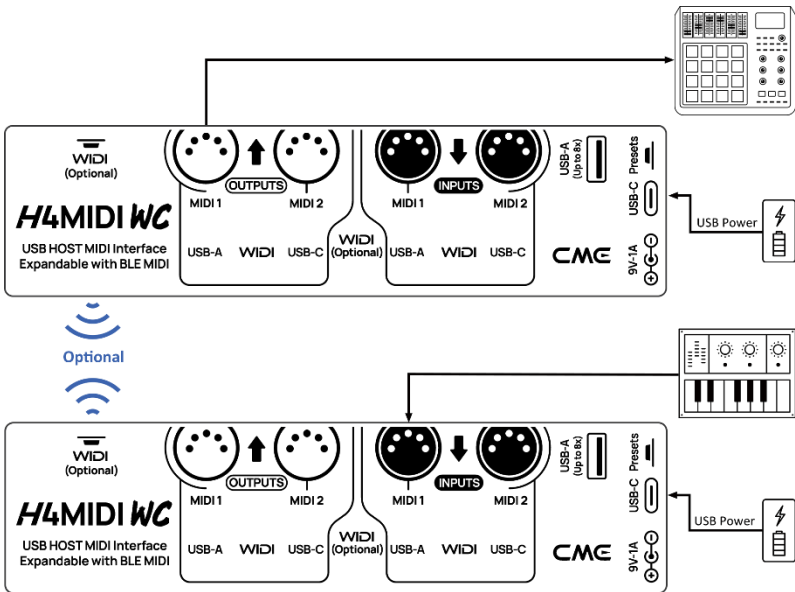 WiDI
(Optional)
H4MIDI WC
USB HOST MIDI Interface
Expandable with BLE MIDI
OUTPUTS
MIDI 1
MIDI 2
USB-A
WiDI
USB-C
WiDI
(Optional)
INPUTS
MIDI 1
MIDI 2
USB-A
WiDI
USB-C
USB-A
(Up to 8x)
Presets
USB-C
CME
9V-1A
USB Power
Optional
WiDI
(Optional)
H4MIDI WC
USB HOST MIDI Interface
Expandable with BLE MIDI
OUTPUTS
MIDI 1
MIDI 2
USB-A
WiDI
USB-C
WiDI
(Optional)
INPUTS
MIDI 1
MIDI 2
USB-A
WiDI
USB-C
USB-A
(Up to 8x)
Presets
USB-C
CME
9V-1A
USB Power